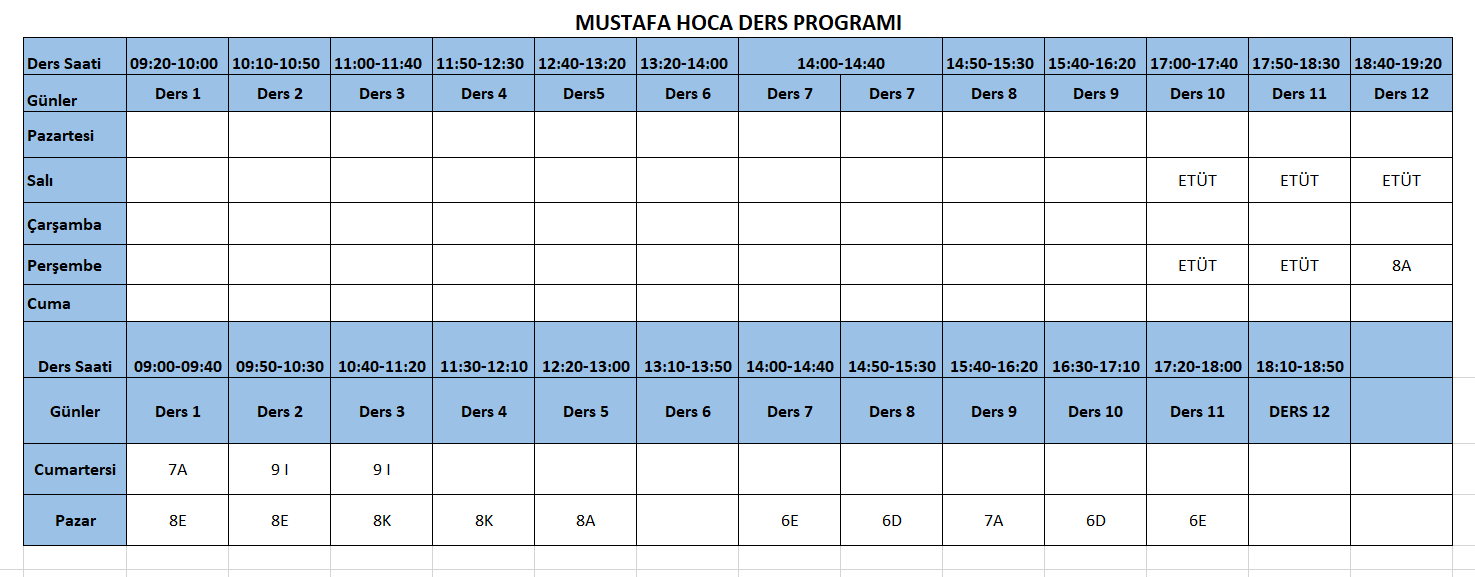 MUSTAFA HOCA DERS PROGRAMI
Ders Saati 09:20-10:00 10:10-10:50 11:00-11:40 11:50-12:30 12:40-13:20 13:20-14:00 14:00-14:40 14:50-15:30 15:40-16:20 17:00-17:40 17:50-18:30 18:40-19:20
Günler Ders 1 Ders 2 Ders 3 Ders 4 Ders5 Ders 6 Ders 7 Ders 7 Ders 8 Ders 9 Ders 10 Ders 11 Ders 12
Pazartesi
Salı ETÜT ETÜT ETÜT
Çarşamba
Perşembe ETÜT ETÜT 8A
Cuma
Ders Saati 09:00-09:40 09:50-10:30 10:40-11:20 11:30-12:10 12:20-13:00 13:10-13:50 14:00-14:40 14:50-15:30 15:40-16:20 16:30-17:10 17:20-18:00 18:10-18:50
Günler Ders 1 Ders 2 Ders 3 Ders 4 Ders 5 Ders 6 Ders 7 Ders 8 Ders 9 Ders 10 Ders 11 DERS 12
Cumartersi 7A 9 I 9 I
Pazar 8E 8E 8K 8K 8A 6E 6D 7A 6D 6E